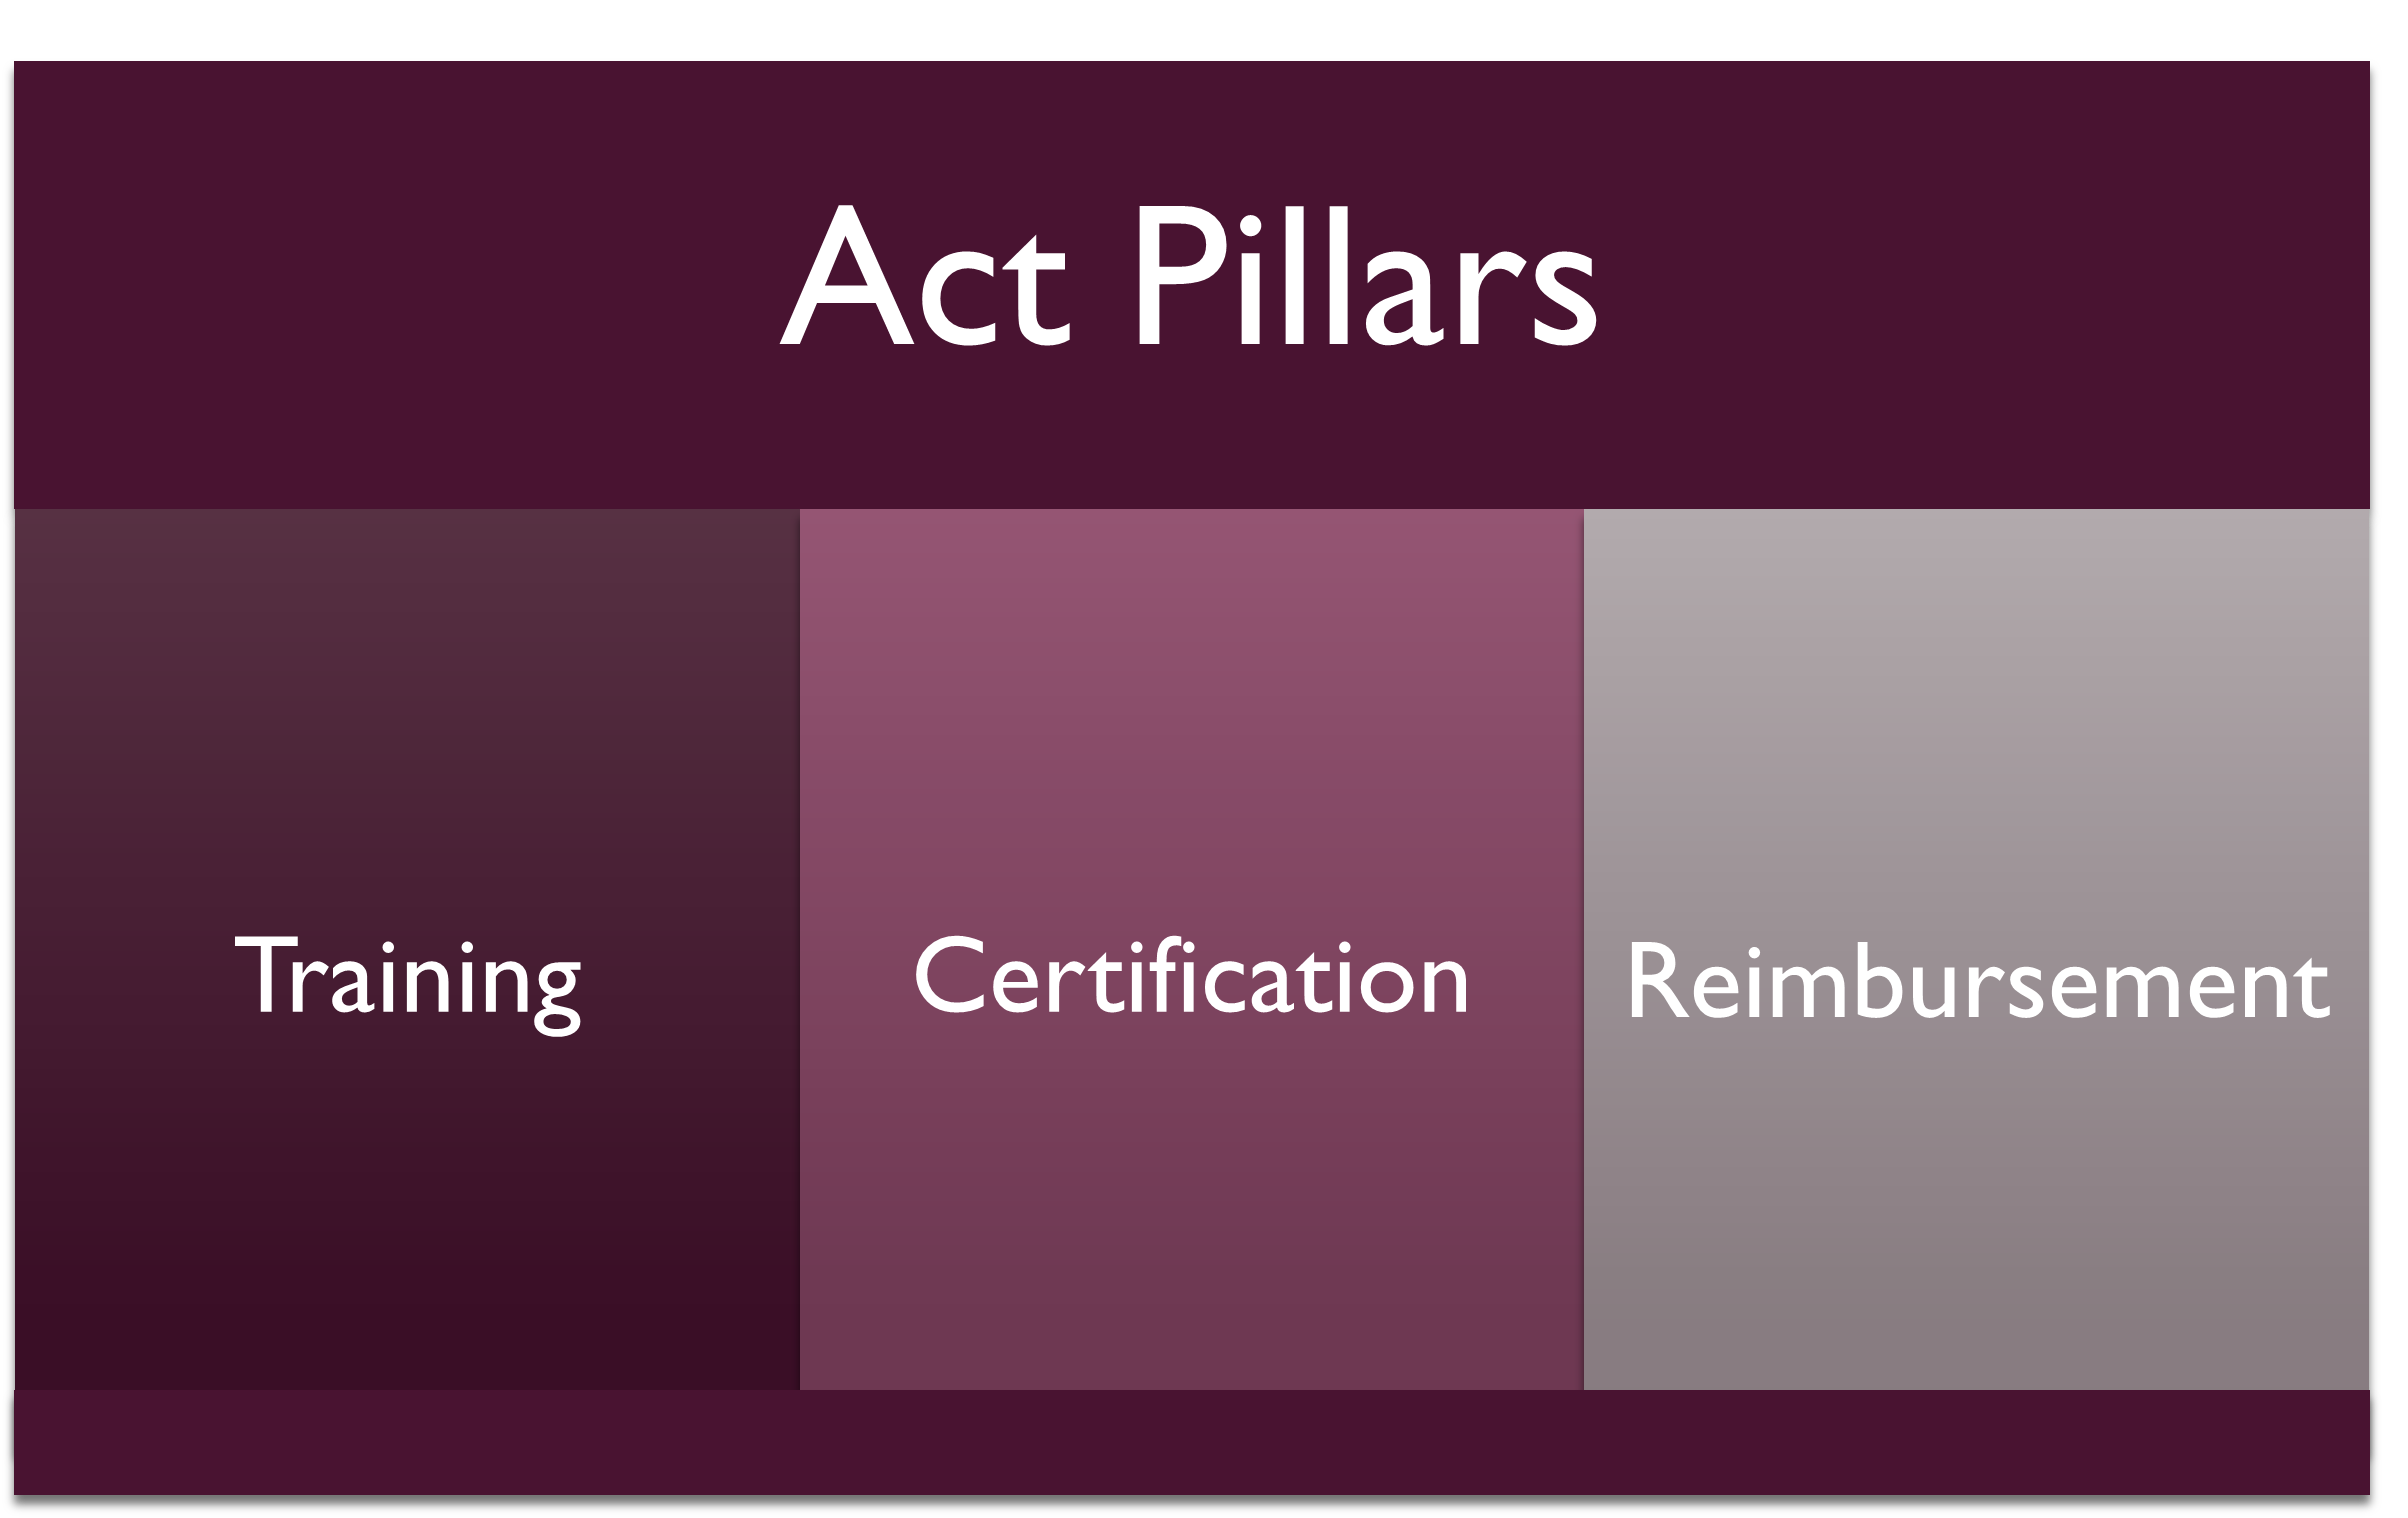 Act Pillars
Training
Certification
Reimbursement